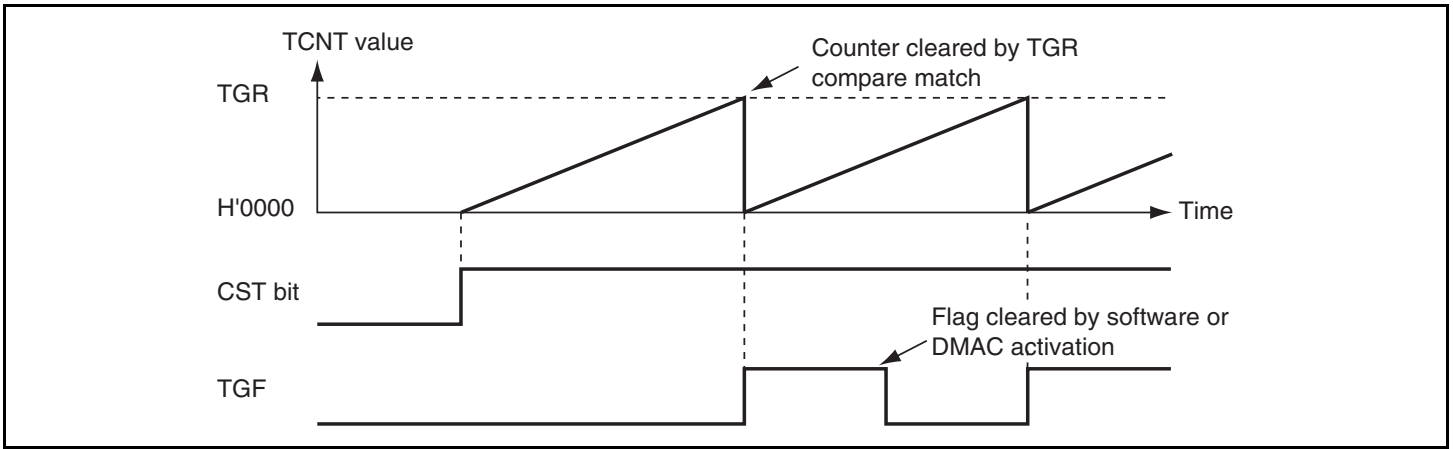 TCNT value
Counter cleared by TGR
compare match
TGR
H'0000
Time
CST bit
Flag cleared by software or
DMAC activation
TGF